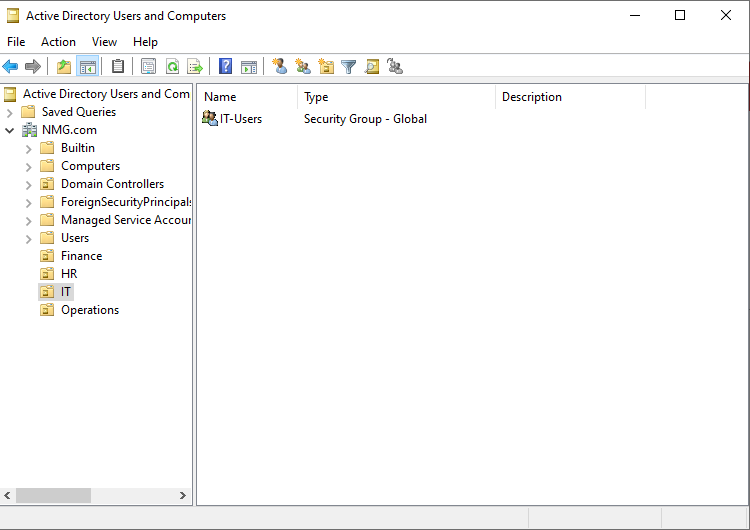 Active Directory Users and Computers
File Action View Help
Active Directory Users and Com
Saved Queries
NMG.com
Builtin
Computers
Domain Controllers
ForeignSecurityPrincipals
Managed Service Accour
Users
Finance
HR
IT
Operations
Name Type Description
IT-Users Security Group - Global